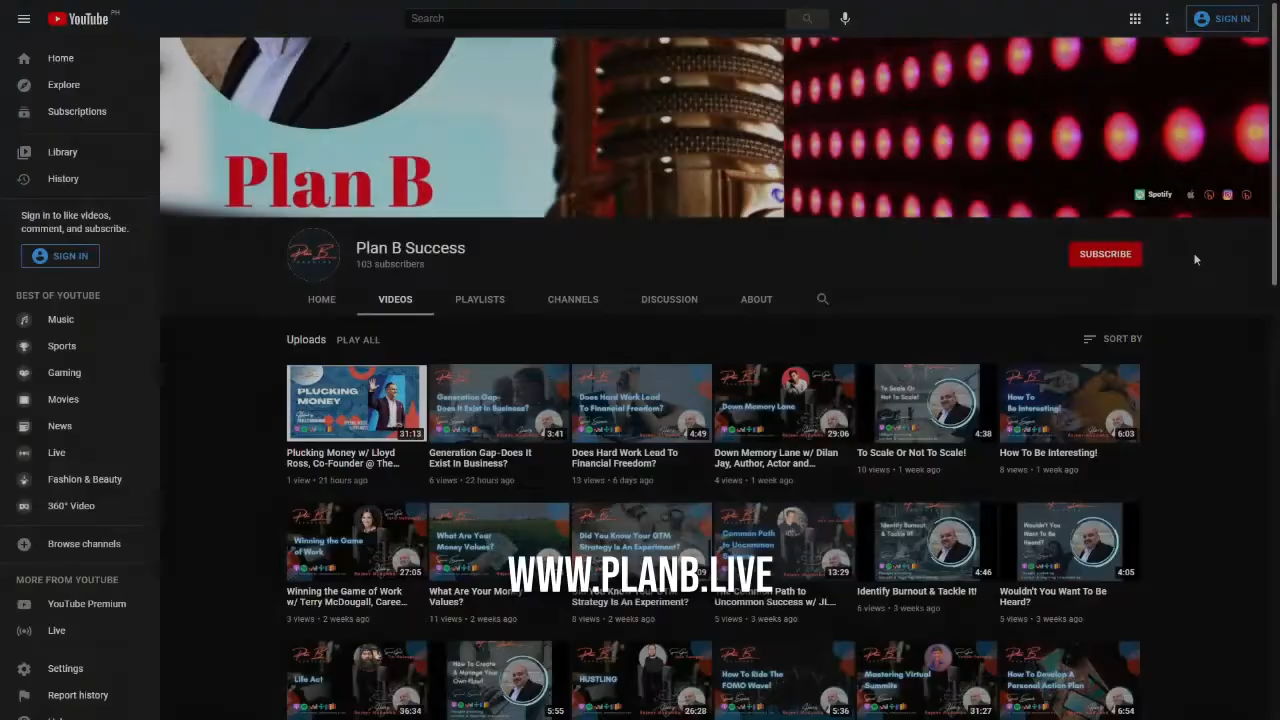 YouTube PH
Search
SIGN IN
Home
Explore
Subscriptions
Library
History
Sign in to like videos,
comment, and subscribe.
SIGN IN
BEST OF YOUTUBE
Music
Sports
Gaming
Movies
News
Live
Fashion & Beauty
360° Video
Browse channels
MORE FROM YOUTUBE
YouTube Premium
Live
Settings
Report history
Plan B
Spotify
Plan B Success
103 subscribers
SUBSCRIBE
HOME
VIDEOS
PLAYLISTS
CHANNELS
DISCUSSION
ABOUT
Uploads
PLAY ALL
SORT BY
PLUCKING
MONEY
31:13
Plucking Money w/ Lloyd
Ross, Co-Founder @ The...
1 view • 21 hours ago
Generation Gap-
Does It Exist In Business?
3:41
Generation Gap-Does It
Exist In Business?
6 views • 22 hours ago
Does Hard Work Lead
To Financial Freedom?
4:49
Does Hard Work Lead To
Financial Freedom?
13 views • 6 days ago
Down Memory Lane
29:06
Down Memory Lane w/ Dilan
Jay, Author, Actor and...
4 views • 1 week ago
To Scale Or
Not To Scale!
4:38
To Scale Or Not To Scale!
10 views • 1 week ago
How To
Be Interesting!
6:03
How To Be Interesting!
8 views • 1 week ago
Winning the Game
of Work
27:05
Winning the Game of Work
w/ Terry McDougall, Caree...
3 views • 2 weeks ago
What Are Your
Money Values?
What Are Your Money
Values?
11 views • 2 weeks ago
Did You Know Your GTM
Strategy Is An Experiment?
Strategy Is An Experiment?
8 views • 2 weeks ago
Common Path
to Uncommon
13:29
The Common Path to
Uncommon Success w/ JL...
5 views • 3 weeks ago
Identify Burnout
& Tackle It!
4:46
Identify Burnout & Tackle It!
6 views • 3 weeks ago
Wouldn't You
Want To Be
Heard?
4:05
Wouldn't You Want To Be
Heard?
5 views • 3 weeks ago
WWW.PLANB.LIVE
Life Act
36:34
How To Create
& Manage Your
Own Fund!
5:55
HUSTLING
26:28
How To Ride The
FOMO Wave!
5:36
Mastering Virtual
Summits
31:27
How To Develop A
Personal Action Plan
6:54